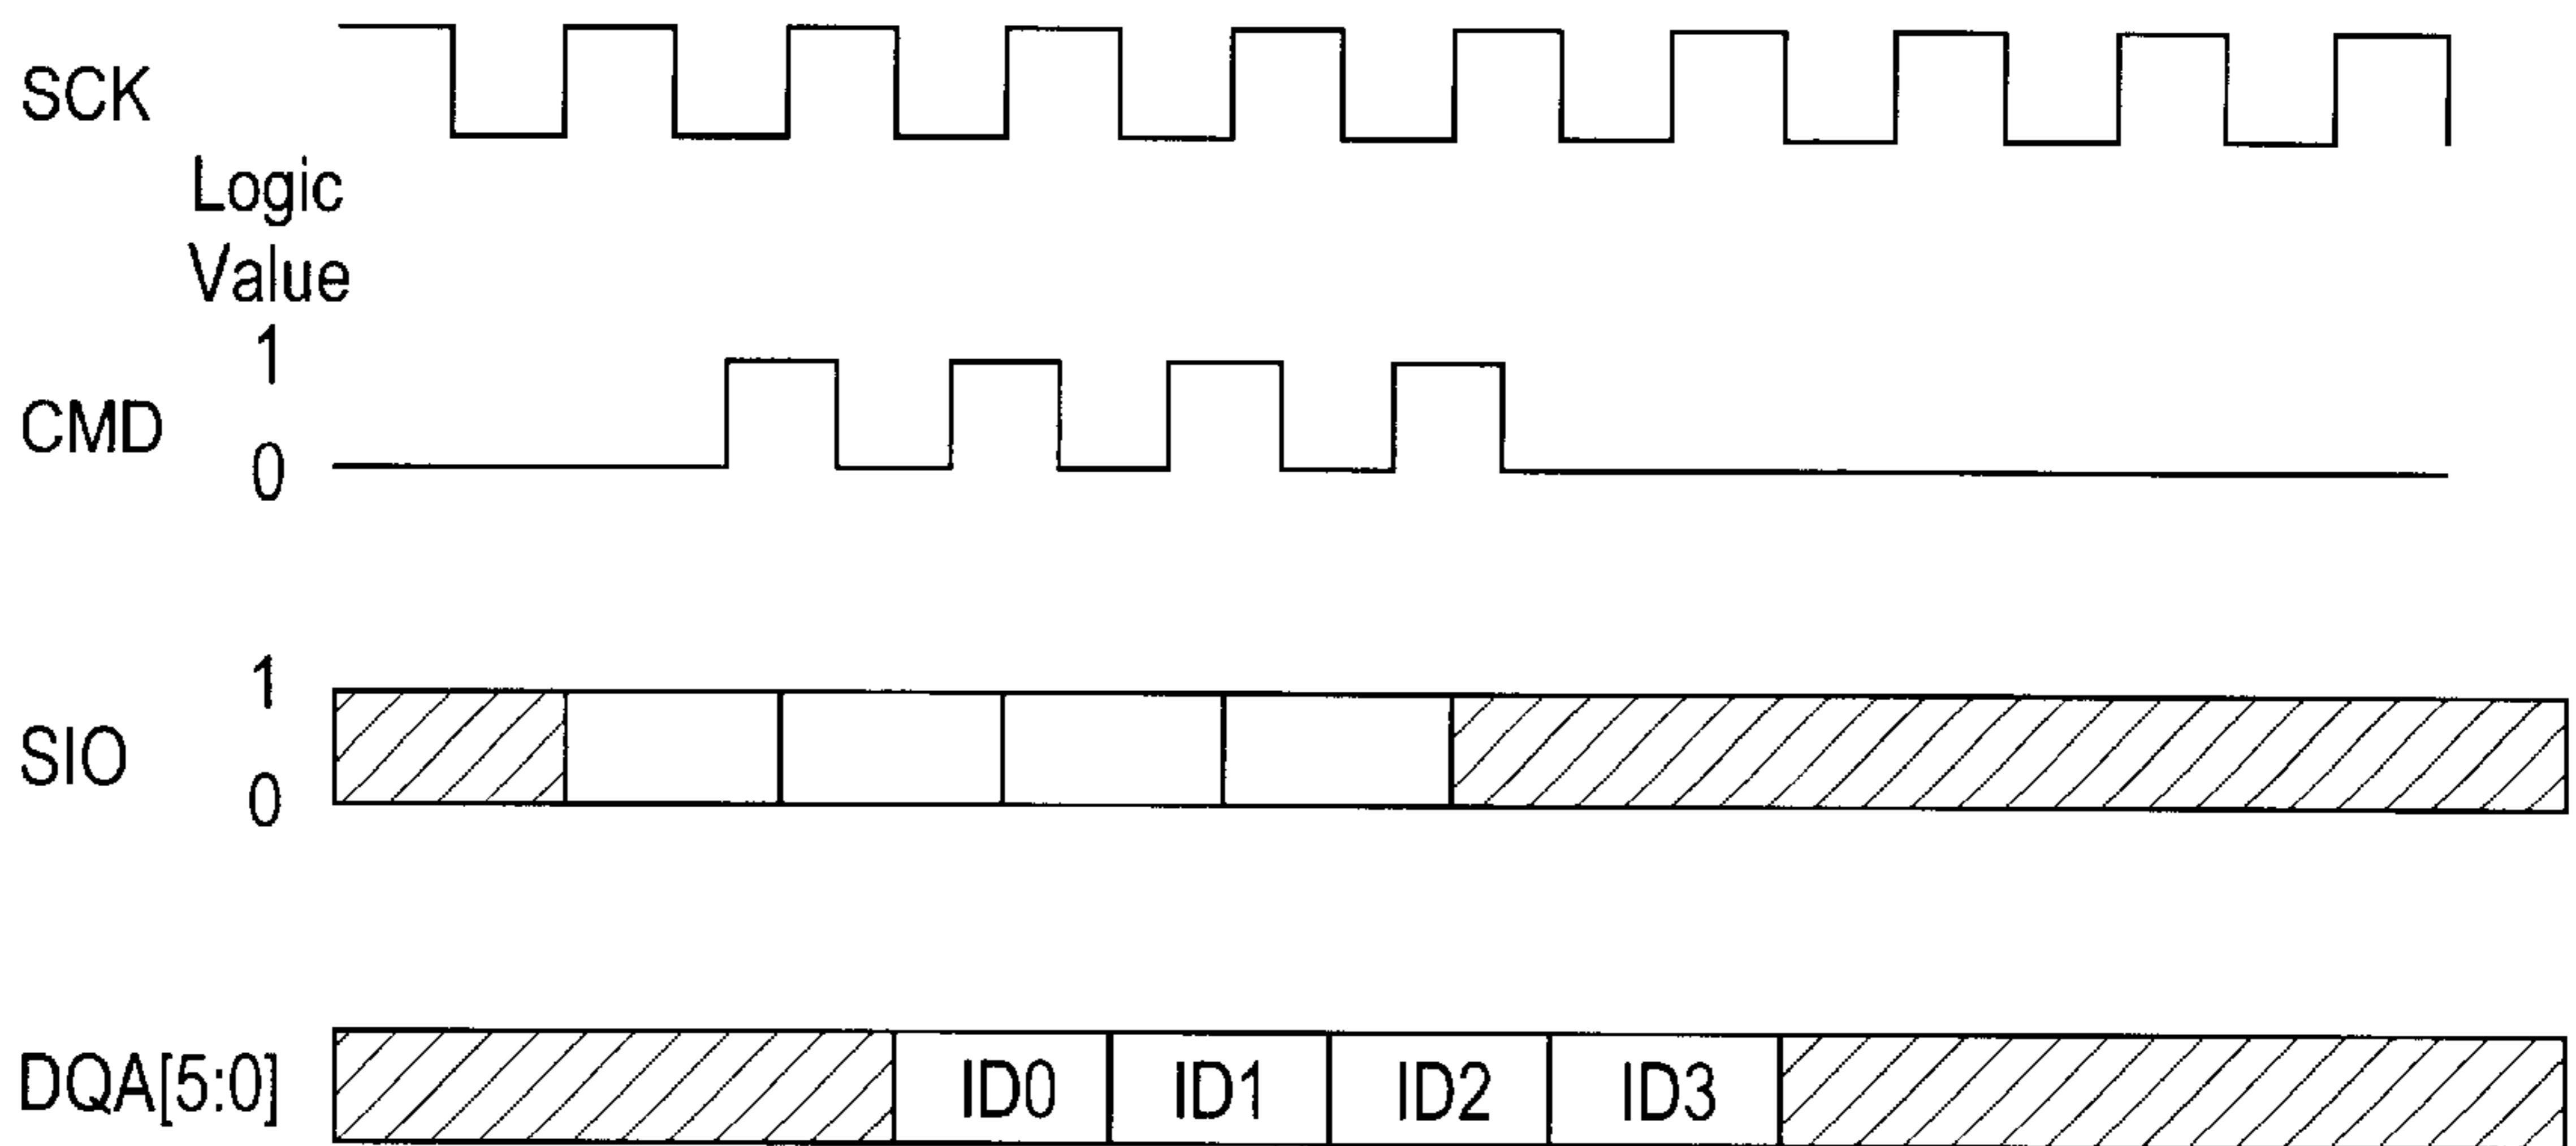 SCK
Logic
Value
1
CMD
0
1
SIO
0
DQA[5:0]
ID0 ID1 ID2 ID3